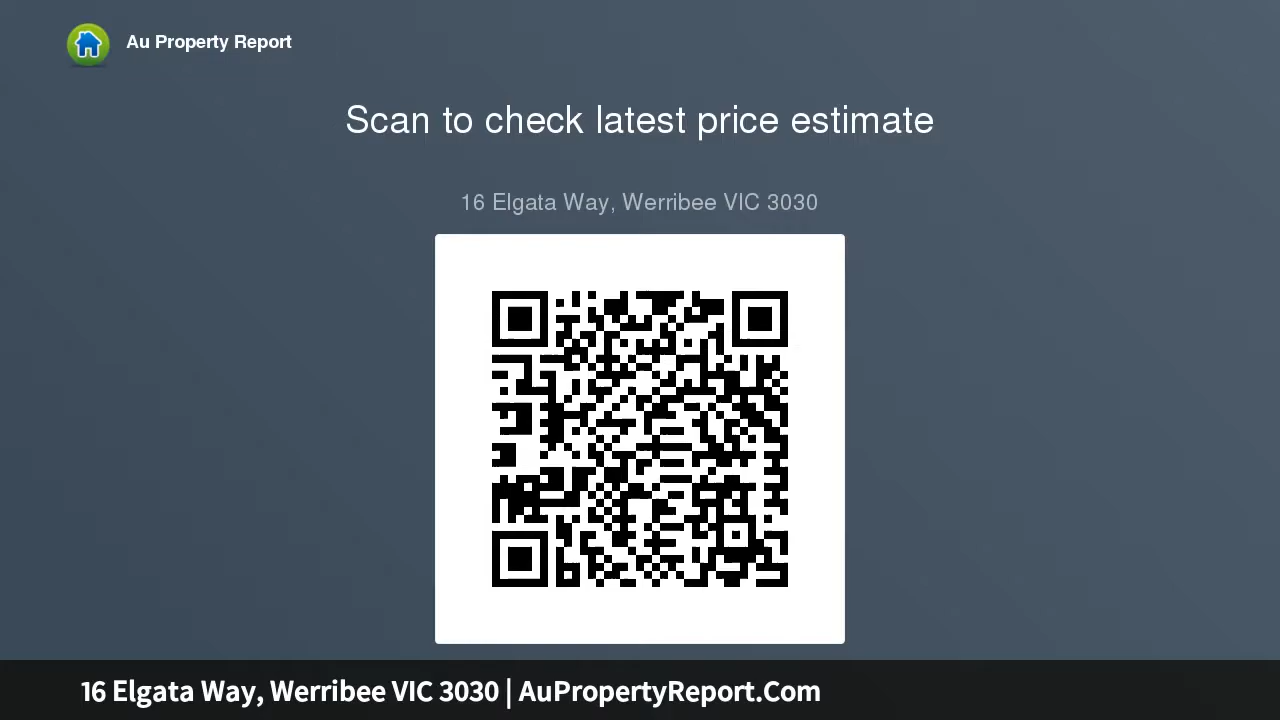 Au Property Report
Scan to check latest price estimate
16 Elgata Way, Werribee VIC 3030
16 Elgata Way, Werribee VIC 3030 | AuPropertyReport.Com